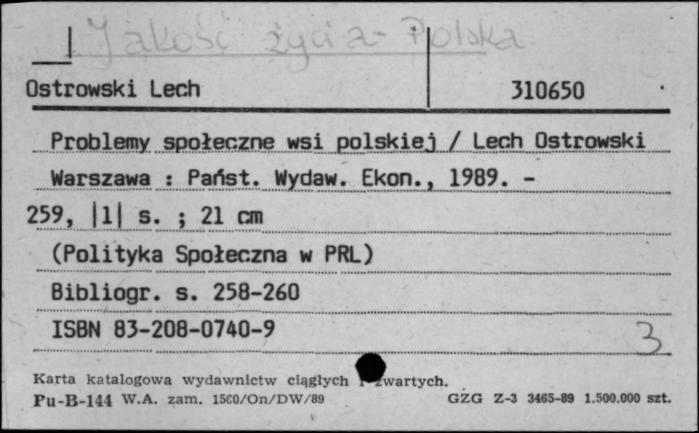 Jakość życia - Polska
Ostrowski Lech 310650
Problemy społeczne wsi polskiej / Lech Ostrowski
Warszawa : Państ. Wydaw. Ekon., 1989. -
259, |1| s. ; 21 cm
(Polityka Społeczna w PRL)
Bibliogr. s. 258-260
ISBN 83-208-0740-9
3
Karta katalogowa wydawnictw ciągłych i zwartych.
Pu-B-144 W.A. zam. 1560/On/DW/89 GZG Z-3 3465-89 1.500.000 szt.